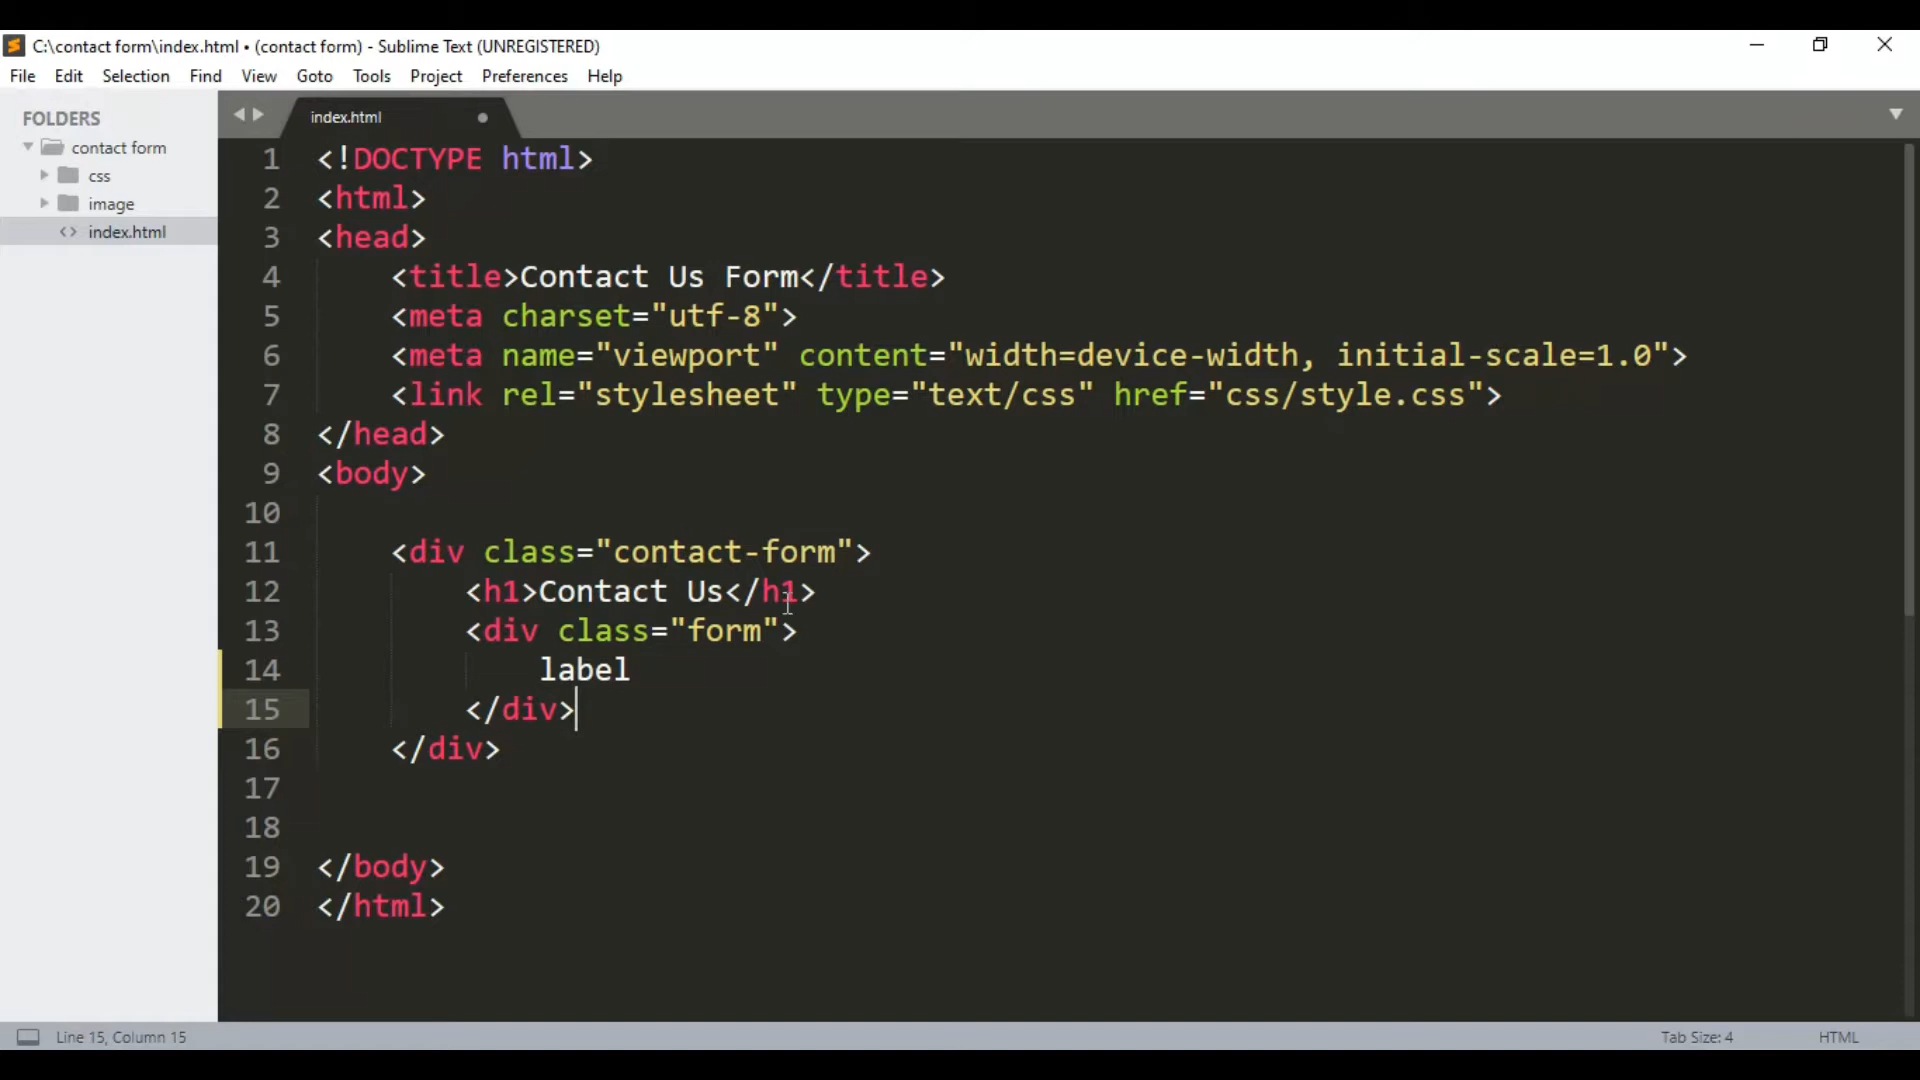 C:\contact form\index.html • (contact form) - Sublime Text (UNREGISTERED)
File Edit Selection Find View Goto Tools Project Preferences Help
FOLDERS
contact form
css
image
index.html
index.html
1 <!DOCTYPE html>
2 <html>
3 <head>
4 <title>Contact Us Form</title>
5 <meta charset="utf-8">
6 <meta name="viewport" content="width=device-width, initial-scale=1.0">
7 <link rel="stylesheet" type="text/css" href="css/style.css">
8 </head>
9 <body>
10
11 <div class="contact-form">
12 <h1>Contact Us</h1>
13 <div class="form">
14 label
15 </div>
16 </div>
17
18
19 </body>
20 </html>
Line 15, Column 15
Tab Size: 4
HTML